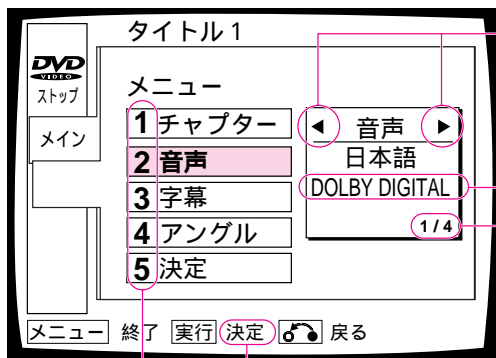 タイトル 1
DVD
VIDEO
ストップ
メイン
メニュー
1 チャプター
2 音声
3 字幕
4 アングル
5 決定
◀ 音声 ▶
日本語
DOLBY DIGITAL
1 / 4
メニュー 終了 実行 決定 戻る